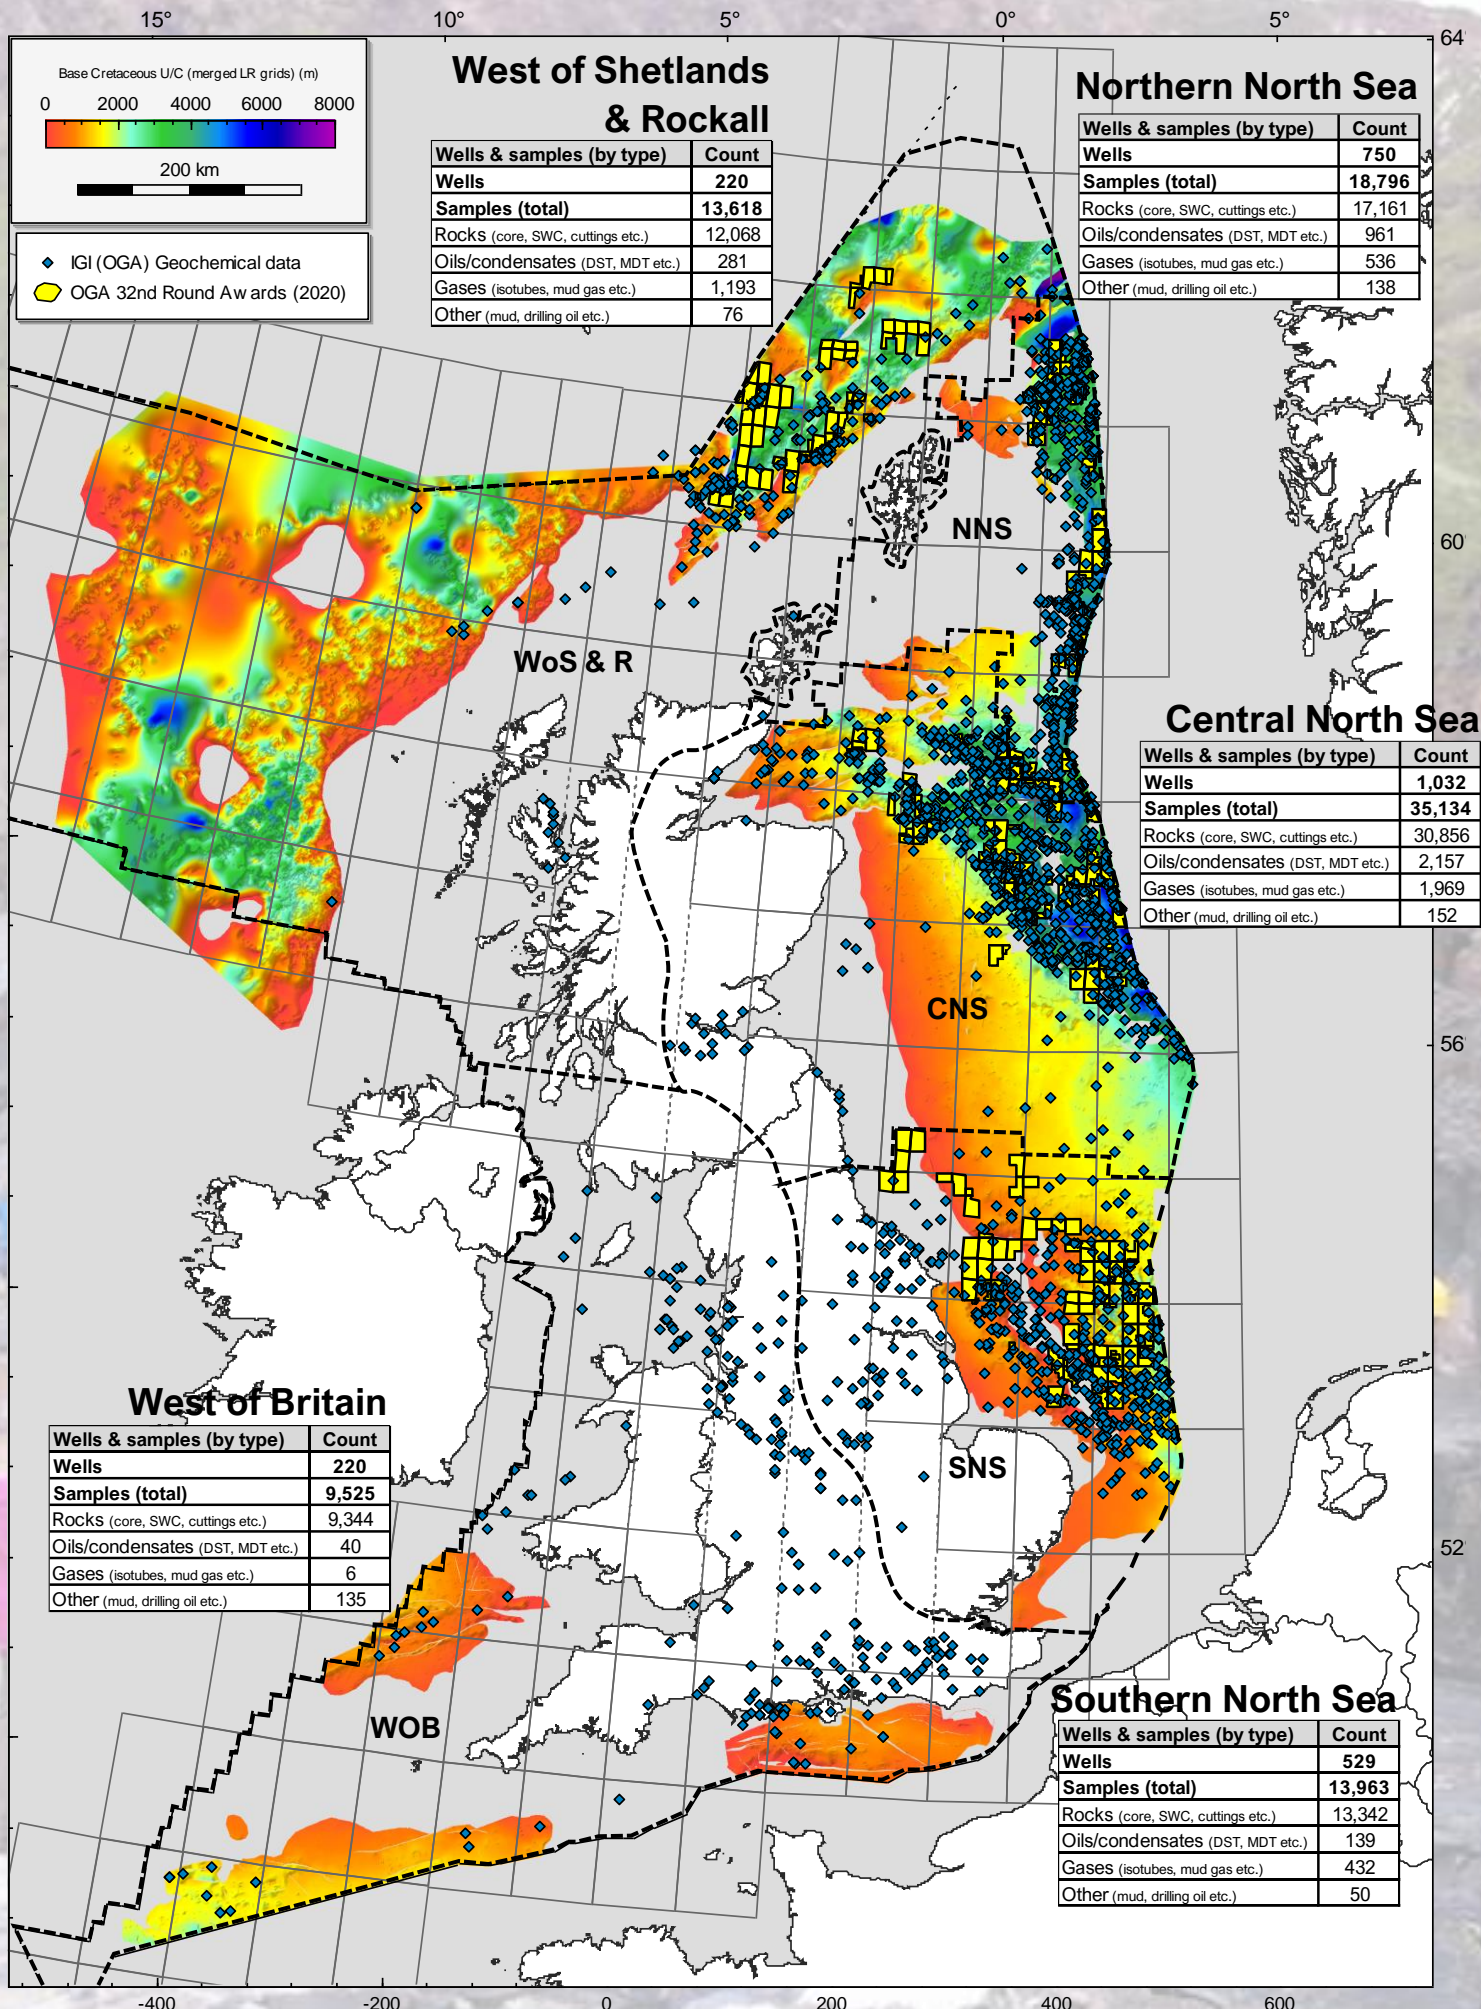 15° 10° 5° 0° 5°
64°
Base Cretaceous U/C (merged LR grids) (m)
0 2000 4000 6000 8000
200 km
IGI (OGA) Geochemical data
OGA 32nd Round Awards (2020)
West of Shetlands
& Rockall
Wells & samples (by type) Count
Wells 220
Samples (total) 13,618
Rocks (core, SWC, cuttings etc.) 12,068
Oils/condensates (DST, MDT etc.) 281
Gases (isotubes, mud gas etc.) 1,193
Other (mud, drilling oil etc.) 76
Northern North Sea
Wells & samples (by type) Count
Wells 750
Samples (total) 18,796
Rocks (core, SWC, cuttings etc.) 17,161
Oils/condensates (DST, MDT etc.) 961
Gases (isotubes, mud gas etc.) 536
Other (mud, drilling oil etc.) 138
NNS
60°
WoS & R
Central North Sea
Wells & samples (by type) Count
Wells 1,032
Samples (total) 35,134
Rocks (core, SWC, cuttings etc.) 30,856
Oils/condensates (DST, MDT etc.) 2,157
Gases (isotubes, mud gas etc.) 1,969
Other (mud, drilling oil etc.) 152
CNS
56°
West of Britain
Wells & samples (by type) Count
Wells 220
Samples (total) 9,525
Rocks (core, SWC, cuttings etc.) 9,344
Oils/condensates (DST, MDT etc.) 40
Gases (isotubes, mud gas etc.) 6
Other (mud, drilling oil etc.) 135
SNS
52°
WOB
Southern North Sea
Wells & samples (by type) Count
Wells 529
Samples (total) 13,963
Rocks (core, SWC, cuttings etc.) 13,342
Oils/condensates (DST, MDT etc.) 139
Gases (isotubes, mud gas etc.) 432
Other (mud, drilling oil etc.) 50
-400 -200 0 200 400 600